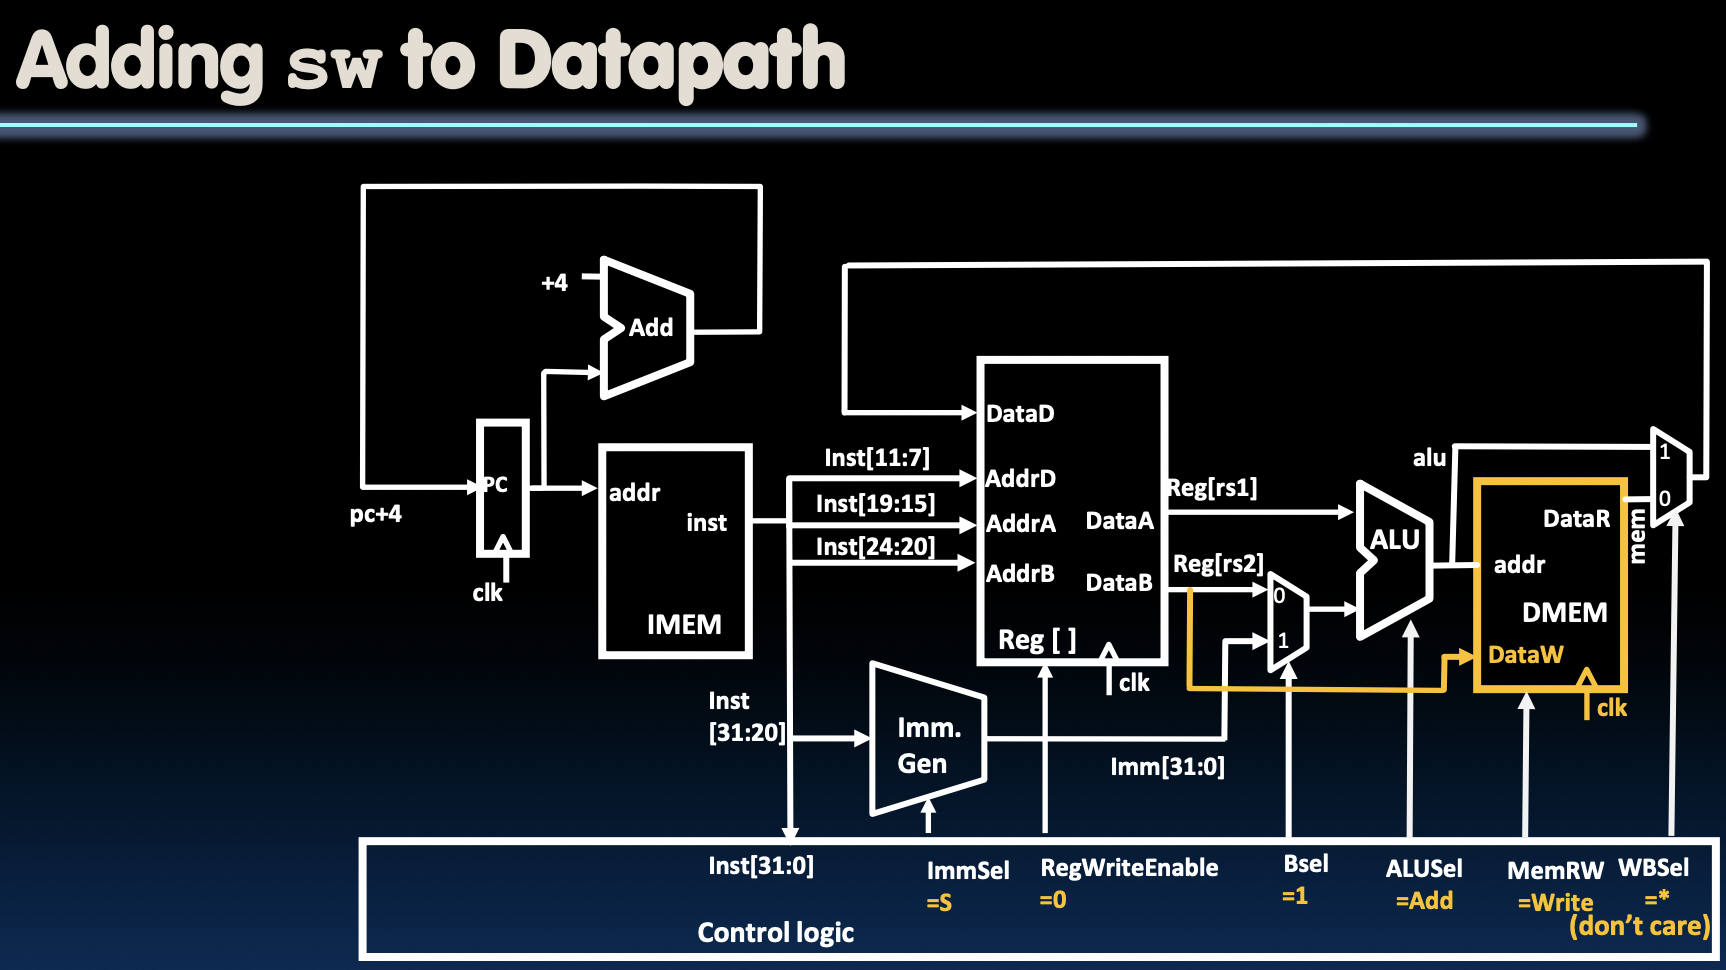 Adding sw to Datapath
+4
Add
DataD
Inst[11:7]
alu
1
PC
addr
AddrD
Reg[rs1]
0
pc+4
Inst[19:15]
inst
AddrA
DataA
DataR
mem
ALU
Inst[24:20]
AddrB
DataB
Reg[rs2]
addr
clk
0
IMEM
Reg [ ]
1
DMEM
DataW
clk
clk
Inst
[31:20]
Imm.
Gen
Imm[31:0]
Inst[31:0]
ImmSel
=S
RegWriteEnable
=0
Bsel
=1
ALUSel
=Add
MemRW
=Write
WBSel
=*
(don't care)
Control logic